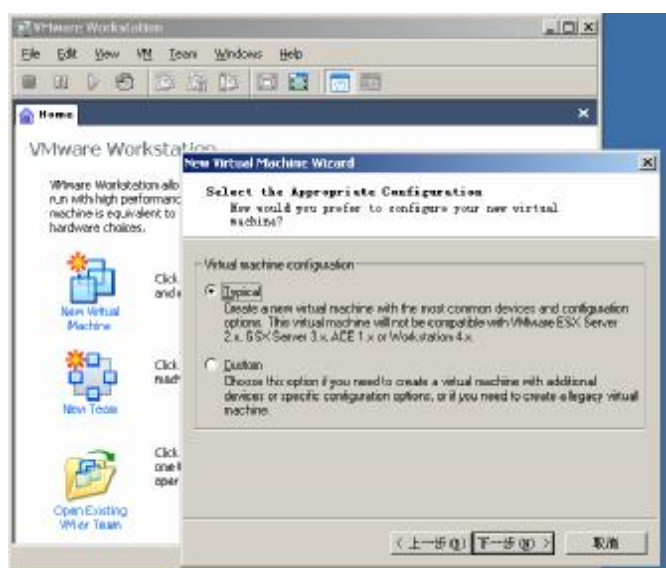 VMware Workstation
File Edit View VM Team Windows Help
Home
VMware Workstation
VMware Workstation allo
run with high performanc
machine is equivalent to
hardware choices.
New Virtual
Machine
Click
and
New Team
Click
mach
Open Existing
VM or Team
Click
one
oper
New Virtual Machine Wizard
Select the Appropriate Configuration
How would you prefer to configure your new virtual
machine?
Virtual machine configuration
Typical
Create a new virtual machine with the most common devices and configuration
options. This virtual machine will not be compatible with VMware ESX Server
2.x, GSX Server 3.x, ACE 1.x or Workstation 4.x.
Custom
Choose this option if you need to create a virtual machine with additional
devices or specific configuration options, or if you need to create a legacy virtual
machine.
< 上一步(B) 下一步(N) > 取消